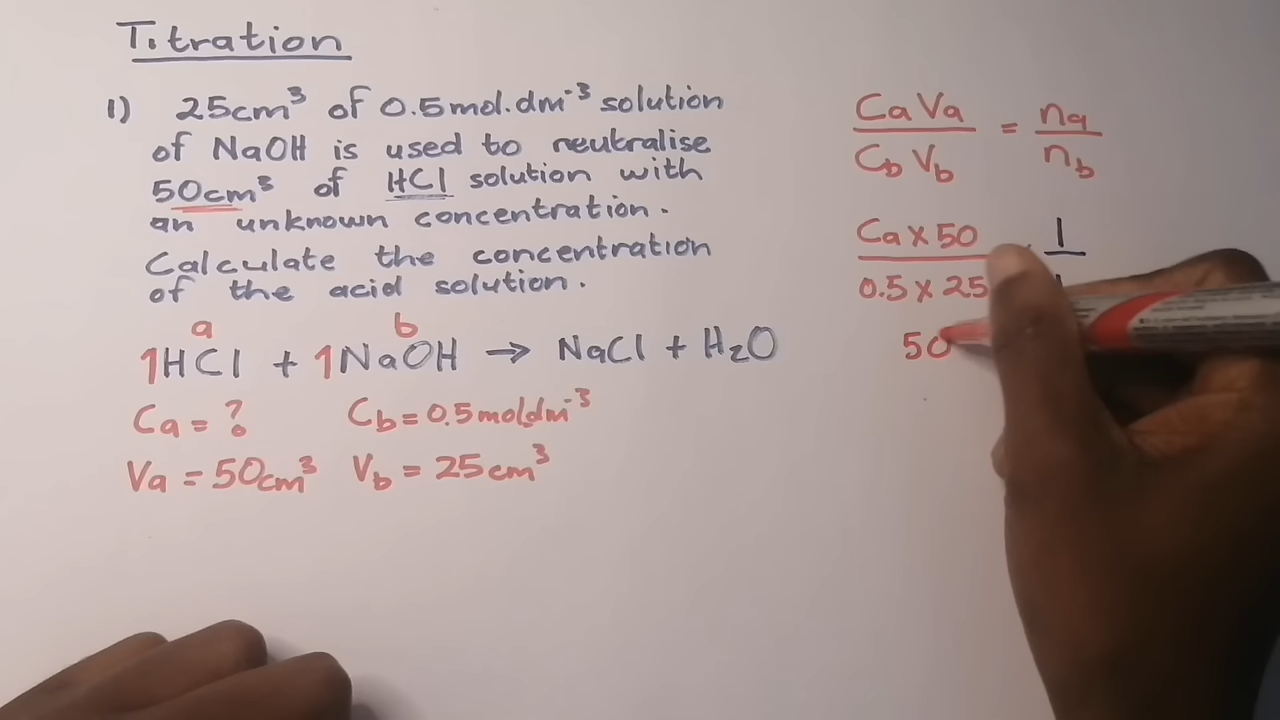 Titration
1) 25cm³ of 0.5mol.dm⁻³ solution
of NaOH is used to neutralise
50cm³ of HCl solution with
an unknown concentration.
Calculate the concentration
of the acid solution.
a b
1HCl + 1NaOH → NaCl + H₂O
Ca = ? Cb = 0.5moldm⁻³
Va = 50cm³ Vb = 25cm³
CaVa / CbVb = na / nb
Ca × 50 / 0.5 × 25 1
50